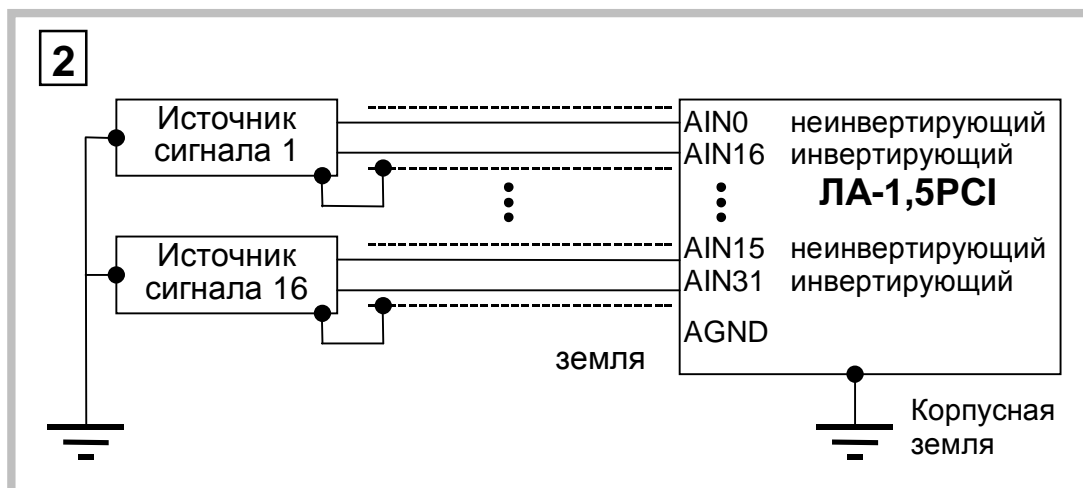 2
Источник
сигнала 1
AIN0 неинвертирующий
AIN16 инвертирующий
ЛА-1,5PCI
Источник
сигнала 16
AIN15 неинвертирующий
AIN31 инвертирующий
AGND
земля
Корпусная
земля